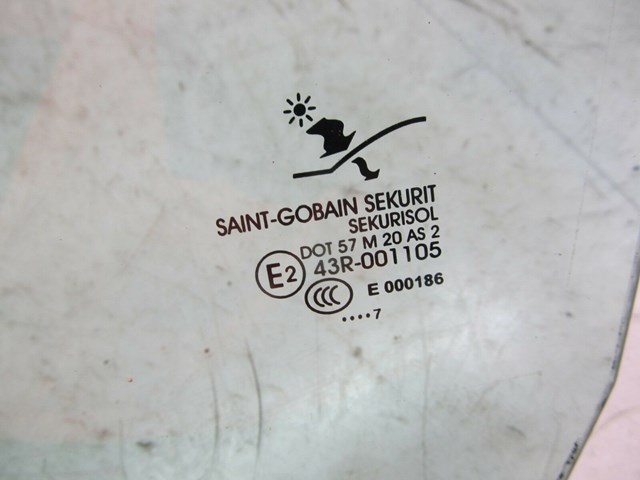 SAINT-GOBAIN SEKURIT
SEKURISOL
DOT 57 M 20 AS 2
E2 43R-001105
CCC E 000186
....7